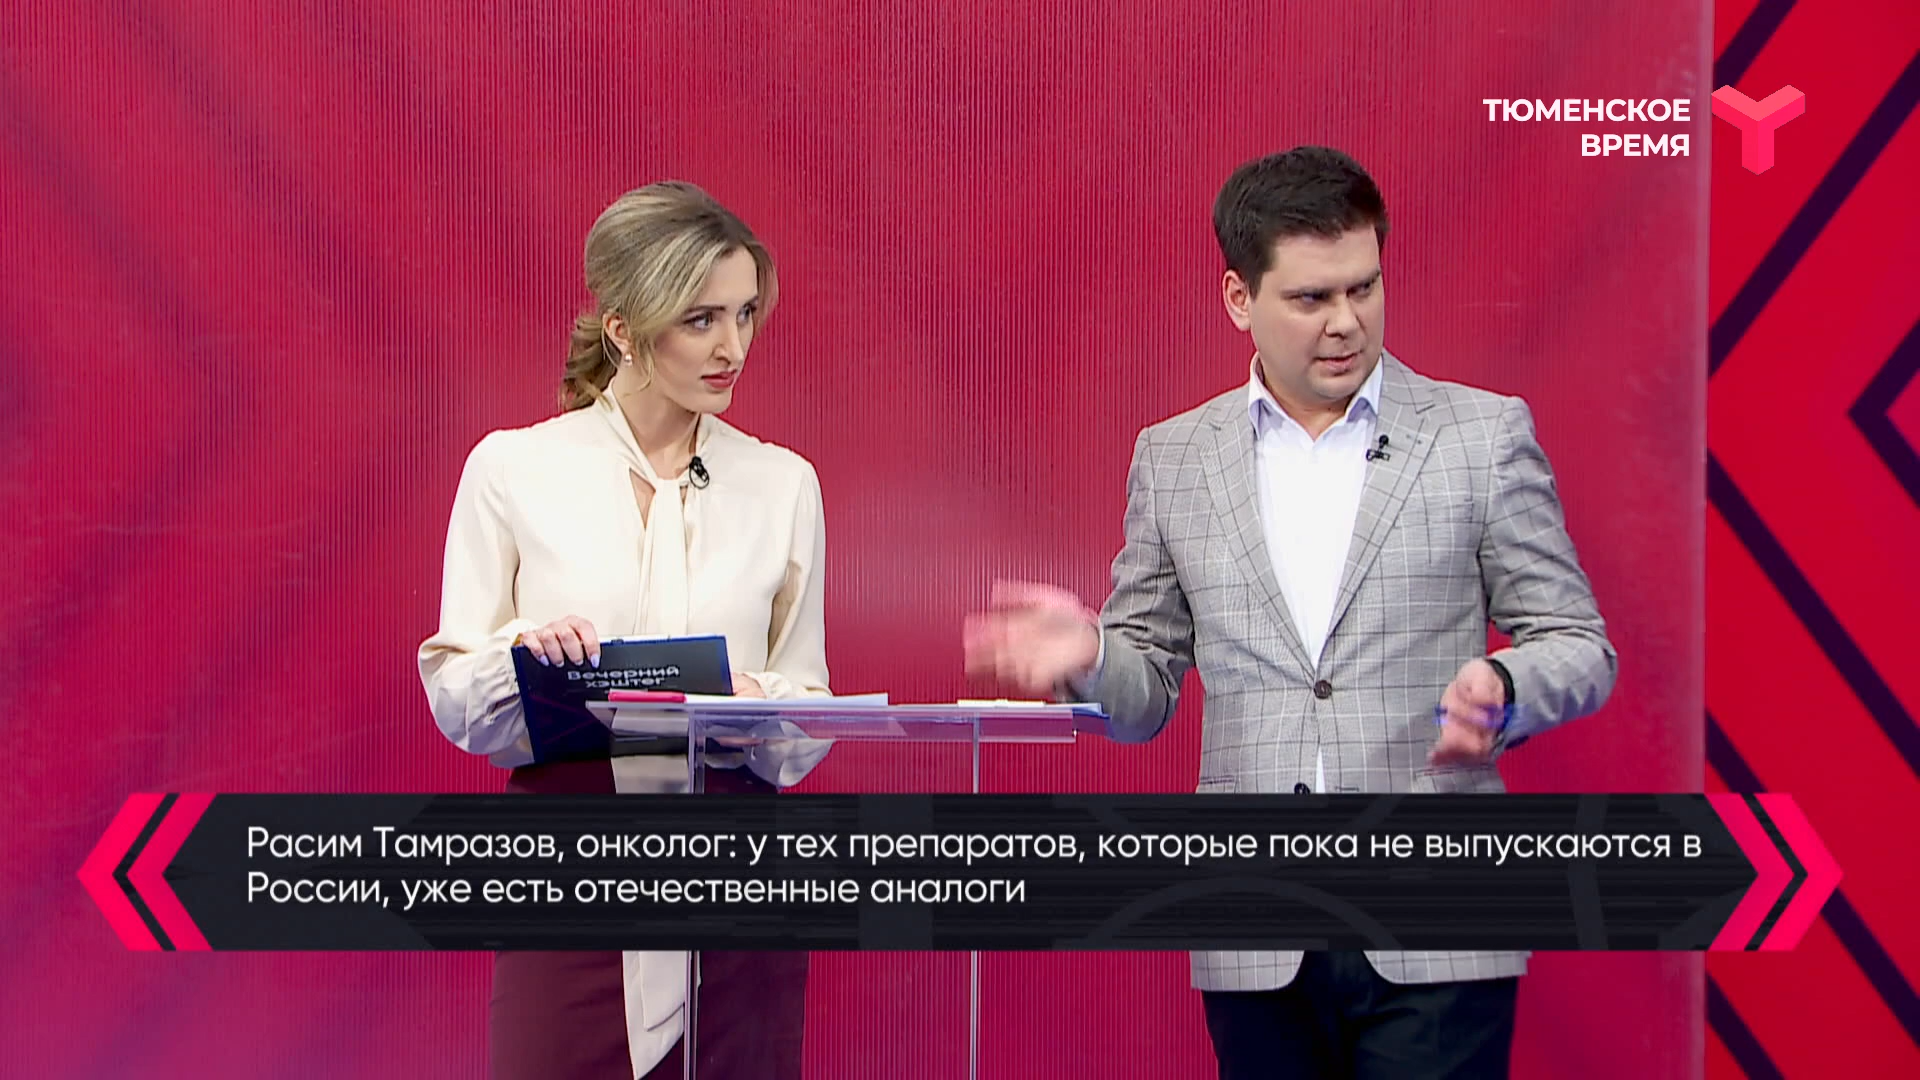 ТЮМЕНСКОЕ
ВРЕМЯ
Вечерний
хэштег
Расим Тамразов, онколог: у тех препаратов, которые пока не выпускаются в
России, уже есть отечественные аналоги